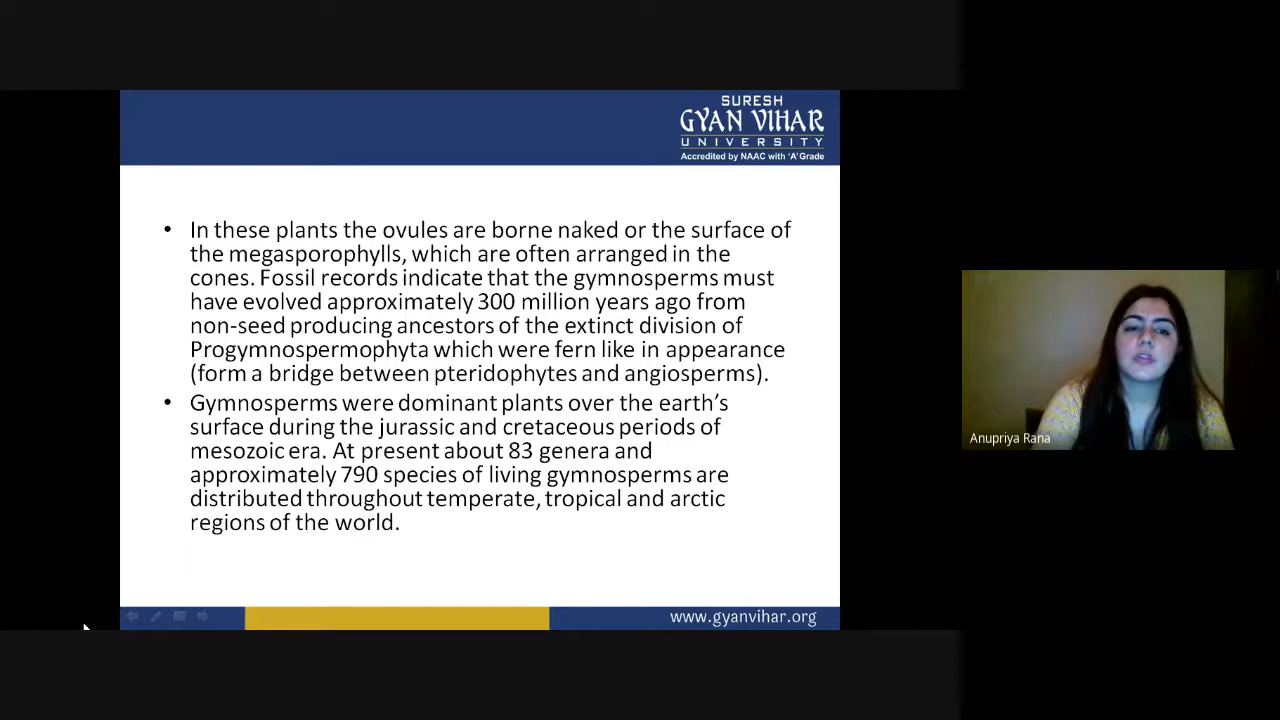 SURESH
GYAN VIHAR
UNIVERSITY
Accredited by NAAC with 'A' Grade
• In these plants the ovules are borne naked or the surface of
the megasporophylls, which are often arranged in the
cones. Fossil records indicate that the gymnosperms must
have evolved approximately 300 million years ago from
non-seed producing ancestors of the extinct division of
Progymnospermophyta which were fern like in appearance
(form a bridge between pteridophytes and angiosperms).
• Gymnosperms were dominant plants over the earth's
surface during the jurassic and cretaceous periods of
mesozoic era. At present about 83 genera and
approximately 790 species of living gymnosperms are
distributed throughout temperate, tropical and arctic
regions of the world.
www.gyanvihar.org
Anupriya Rana